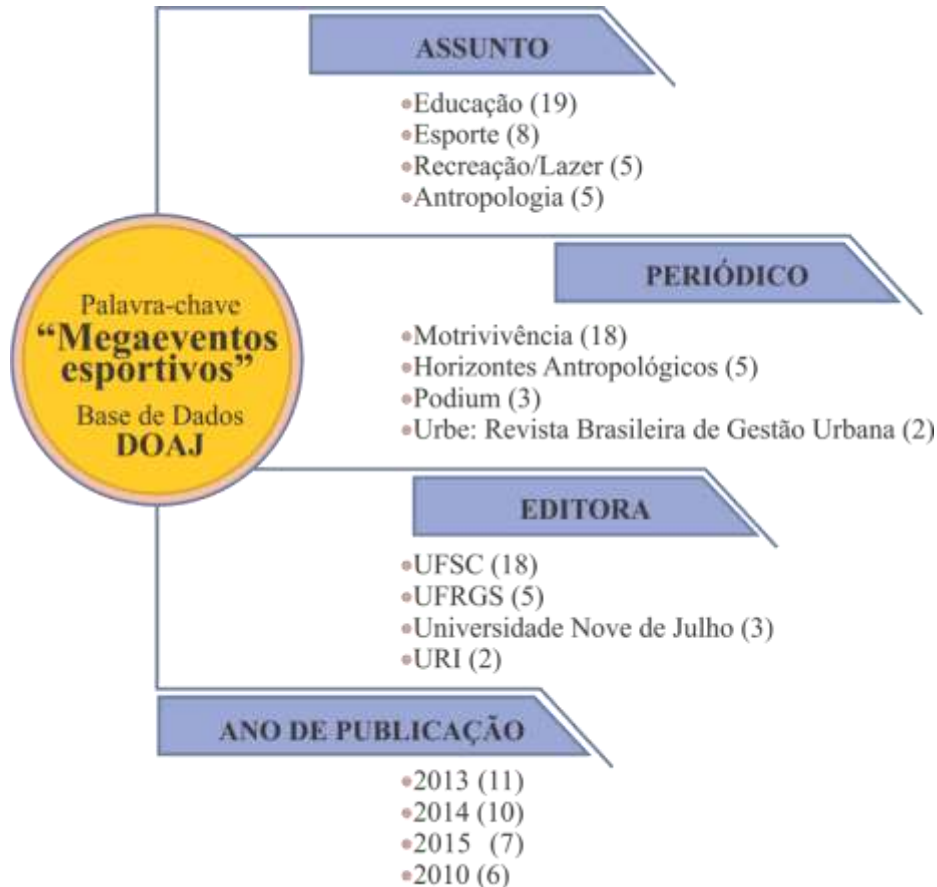 ASSUNTO
•Educação (19)
•Esporte (8)
•Recreação/Lazer (5)
•Antropologia (5)
Palavra-chave
“Megaeventos
esportivos”
Base de Dados
DOAJ
PERIÓDICO
•Motrivivência (18)
•Horizontes Antropológicos (5)
•Podium (3)
•Urbe: Revista Brasileira de Gestão Urbana (2)
EDITORA
•UFSC (18)
•UFRGS (5)
•Universidade Nove de Julho (3)
•URI (2)
ANO DE PUBLICAÇÃO
•2013 (11)
•2014 (10)
•2015 (7)
•2010 (6)